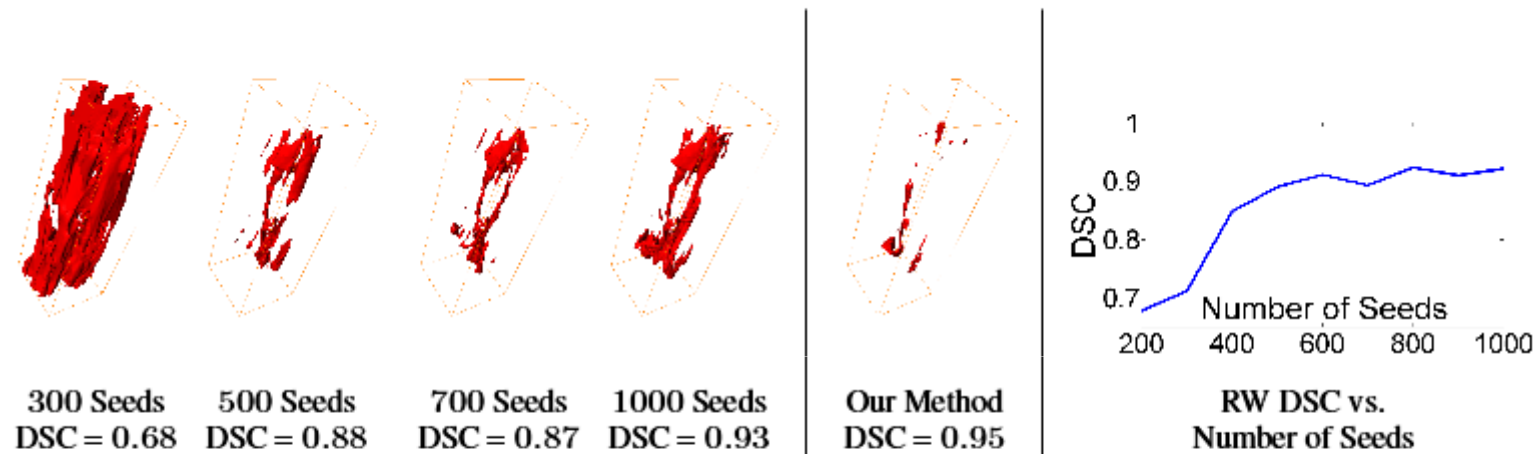 1
0.9
DSC
0.8
0.7
Number of Seeds
200 400 600 800 1000
300 Seeds 500 Seeds 700 Seeds 1000 Seeds Our Method RW DSC vs.
DSC = 0.68 DSC = 0.88 DSC = 0.87 DSC = 0.93 DSC = 0.95 Number of Seeds